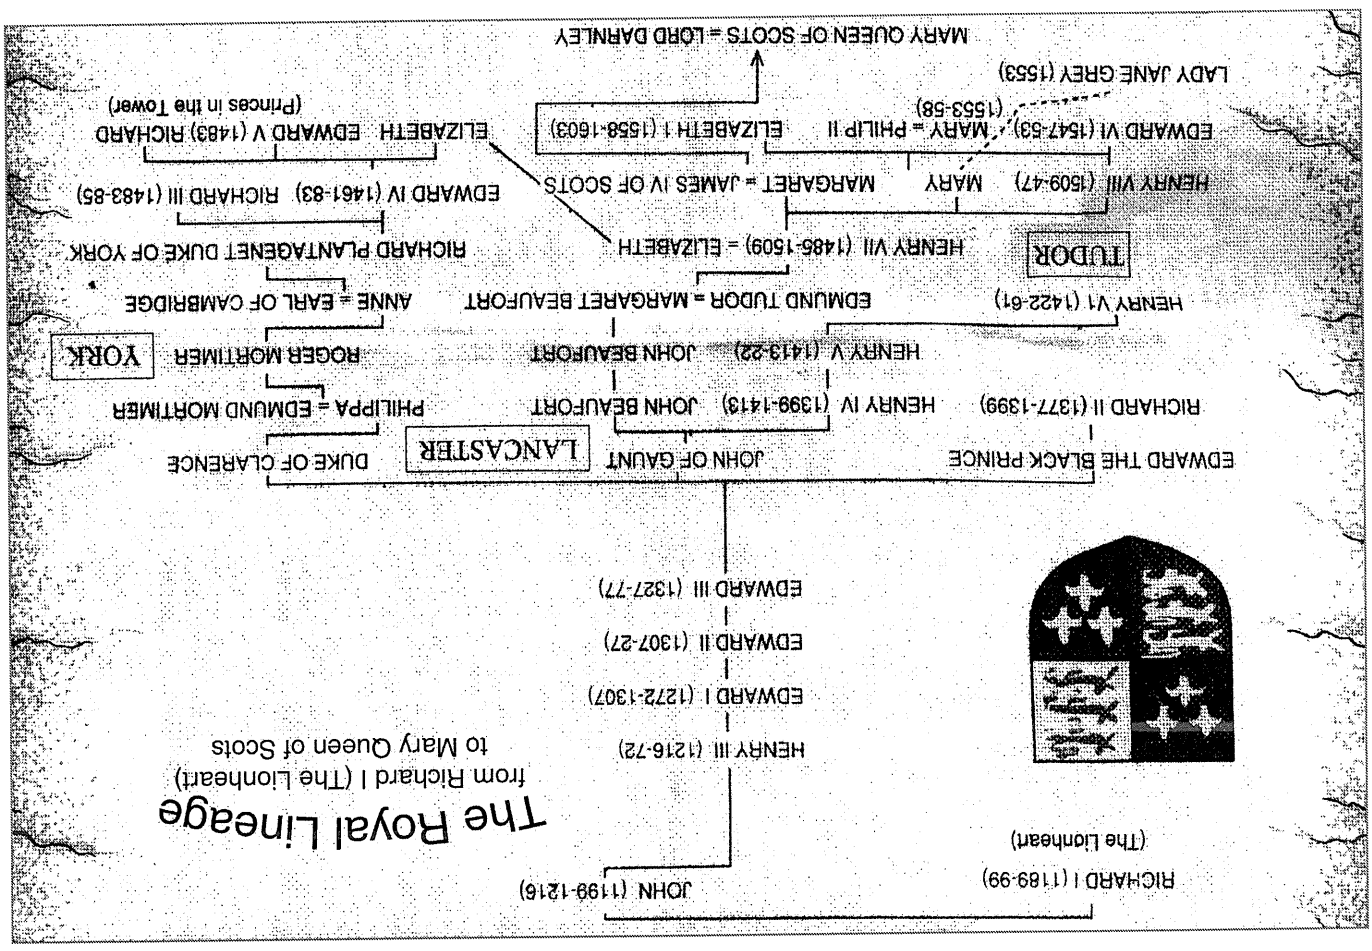 RICHARD I (1189-99)
(The Lionheart)
JOHN (1199-1216)
The Royal Lineage
from Richard I (The Lionheart)
to Mary Queen of Scots
HENRY III (1216-72)
EDWARD I (1272-1307)
EDWARD II (1307-27)
EDWARD III (1327-77)
EDWARD THE BLACK PRINCE
JOHN OF GAUNT
LANCASTER
DUKE OF CLARENCE
RICHARD II (1377-1399)
HENRY IV (1399-1413)
JOHN BEAUFORT
PHILIPPA = EDMUND MORTIMER
HENRY V (1413-22)
JOHN BEAUFORT
ROGER MORTIMER
YORK
HENRY V1 (1422-61)
EDMUND TUDOR = MARGARET BEAUFORT
ANNE = EARL OF CAMBRIDGE
TUDOR
HENRY VII (1485-1509) = ELIZABETH
RICHARD PLANTAGENET DUKE OF YORK
HENRY VIII (1509-47)
MARY
MARGARET = JAMES IV OF SCOTS
EDWARD IV (1461-83)
RICHARD III (1483-85)
EDWARD VI (1547-53)
MARY = PHILIP II
(1553-58)
ELIZABETH 1 (1558-1603)
ELIZABETH
EDWARD V (1483)
RICHARD
(Princes in the Tower)
LADY JANE GREY (1553)
MARY QUEEN OF SCOTS = LORD DARNLEY